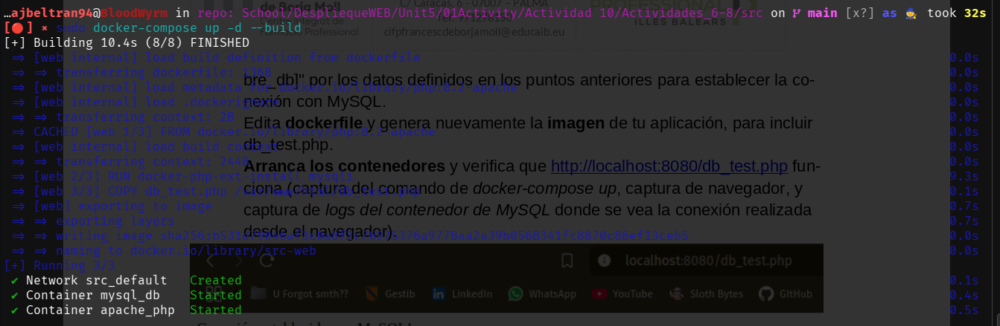 …ajbeltran94@BloodWyrm in repo: School/DespliequeWEB/Unit5/01Activity/Actividad 10/Actividades_6-8/src on main [x?] as took 32s
[🔴] × sudo docker-compose up -d --build
[+] Building 10.4s (8/8) FINISHED
=> [web internal] load build definition from dockerfile 0.0s
=> => transferring dockerfile: 136B 0.0s
=> [web internal] load metadata for docker.io/library/php:8.2-apache 0.0s
=> [web internal] load .dockerignore 0.0s
=> => transferring context: 2B 0.0s
=> CACHED [web 1/3] FROM docker.io/library/php:8.2-apache 0.0s
=> [web internal] load build context 0.0s
=> => transferring context: 244B 0.0s
=> [web 2/3] RUN docker-php-ext-install mysqli 9.3s
=> [web 3/3] COPY db_test.php 0.1s
=> [web] exporting to image 0.7s
=> => exporting layers 0.7s
=> => writing image 0.0s
=> => naming to docker.io/library/src-web 0.0s
[+] Running 3/3
✔ Network src_default Created 0.1s
✔ Container mysql_db Started 0.4s
✔ Container apache_php Started 0.5s
de Borja Moll
Centre Integrat de
Formació Professional
C/ Caracas, 6 - 07007 – PALMA
cifpfrancescdeborjamoll@educaib.eu
PROFESSIONAL
ILLES BALEARS
bre_db]" por los datos definidos en los puntos anteriores para establecer la co-
nexión con MySQL.
Edita dockerfile y genera nuevamente la imagen de tu aplicación, para incluir
db_test.php.
Arranca los contenedores y verifica que http://localhost:8080/db_test.php fun-
ciona (captura del comando de docker-compose up, captura de navegador, y
captura de logs del contenedor de MySQL donde se vea la conexión realizada
desde el navegador).
localhost:8080/db_test.php
U Forgot smth??
Gestib
LinkedIn
WhatsApp
YouTube
Sloth Bytes
GItHub